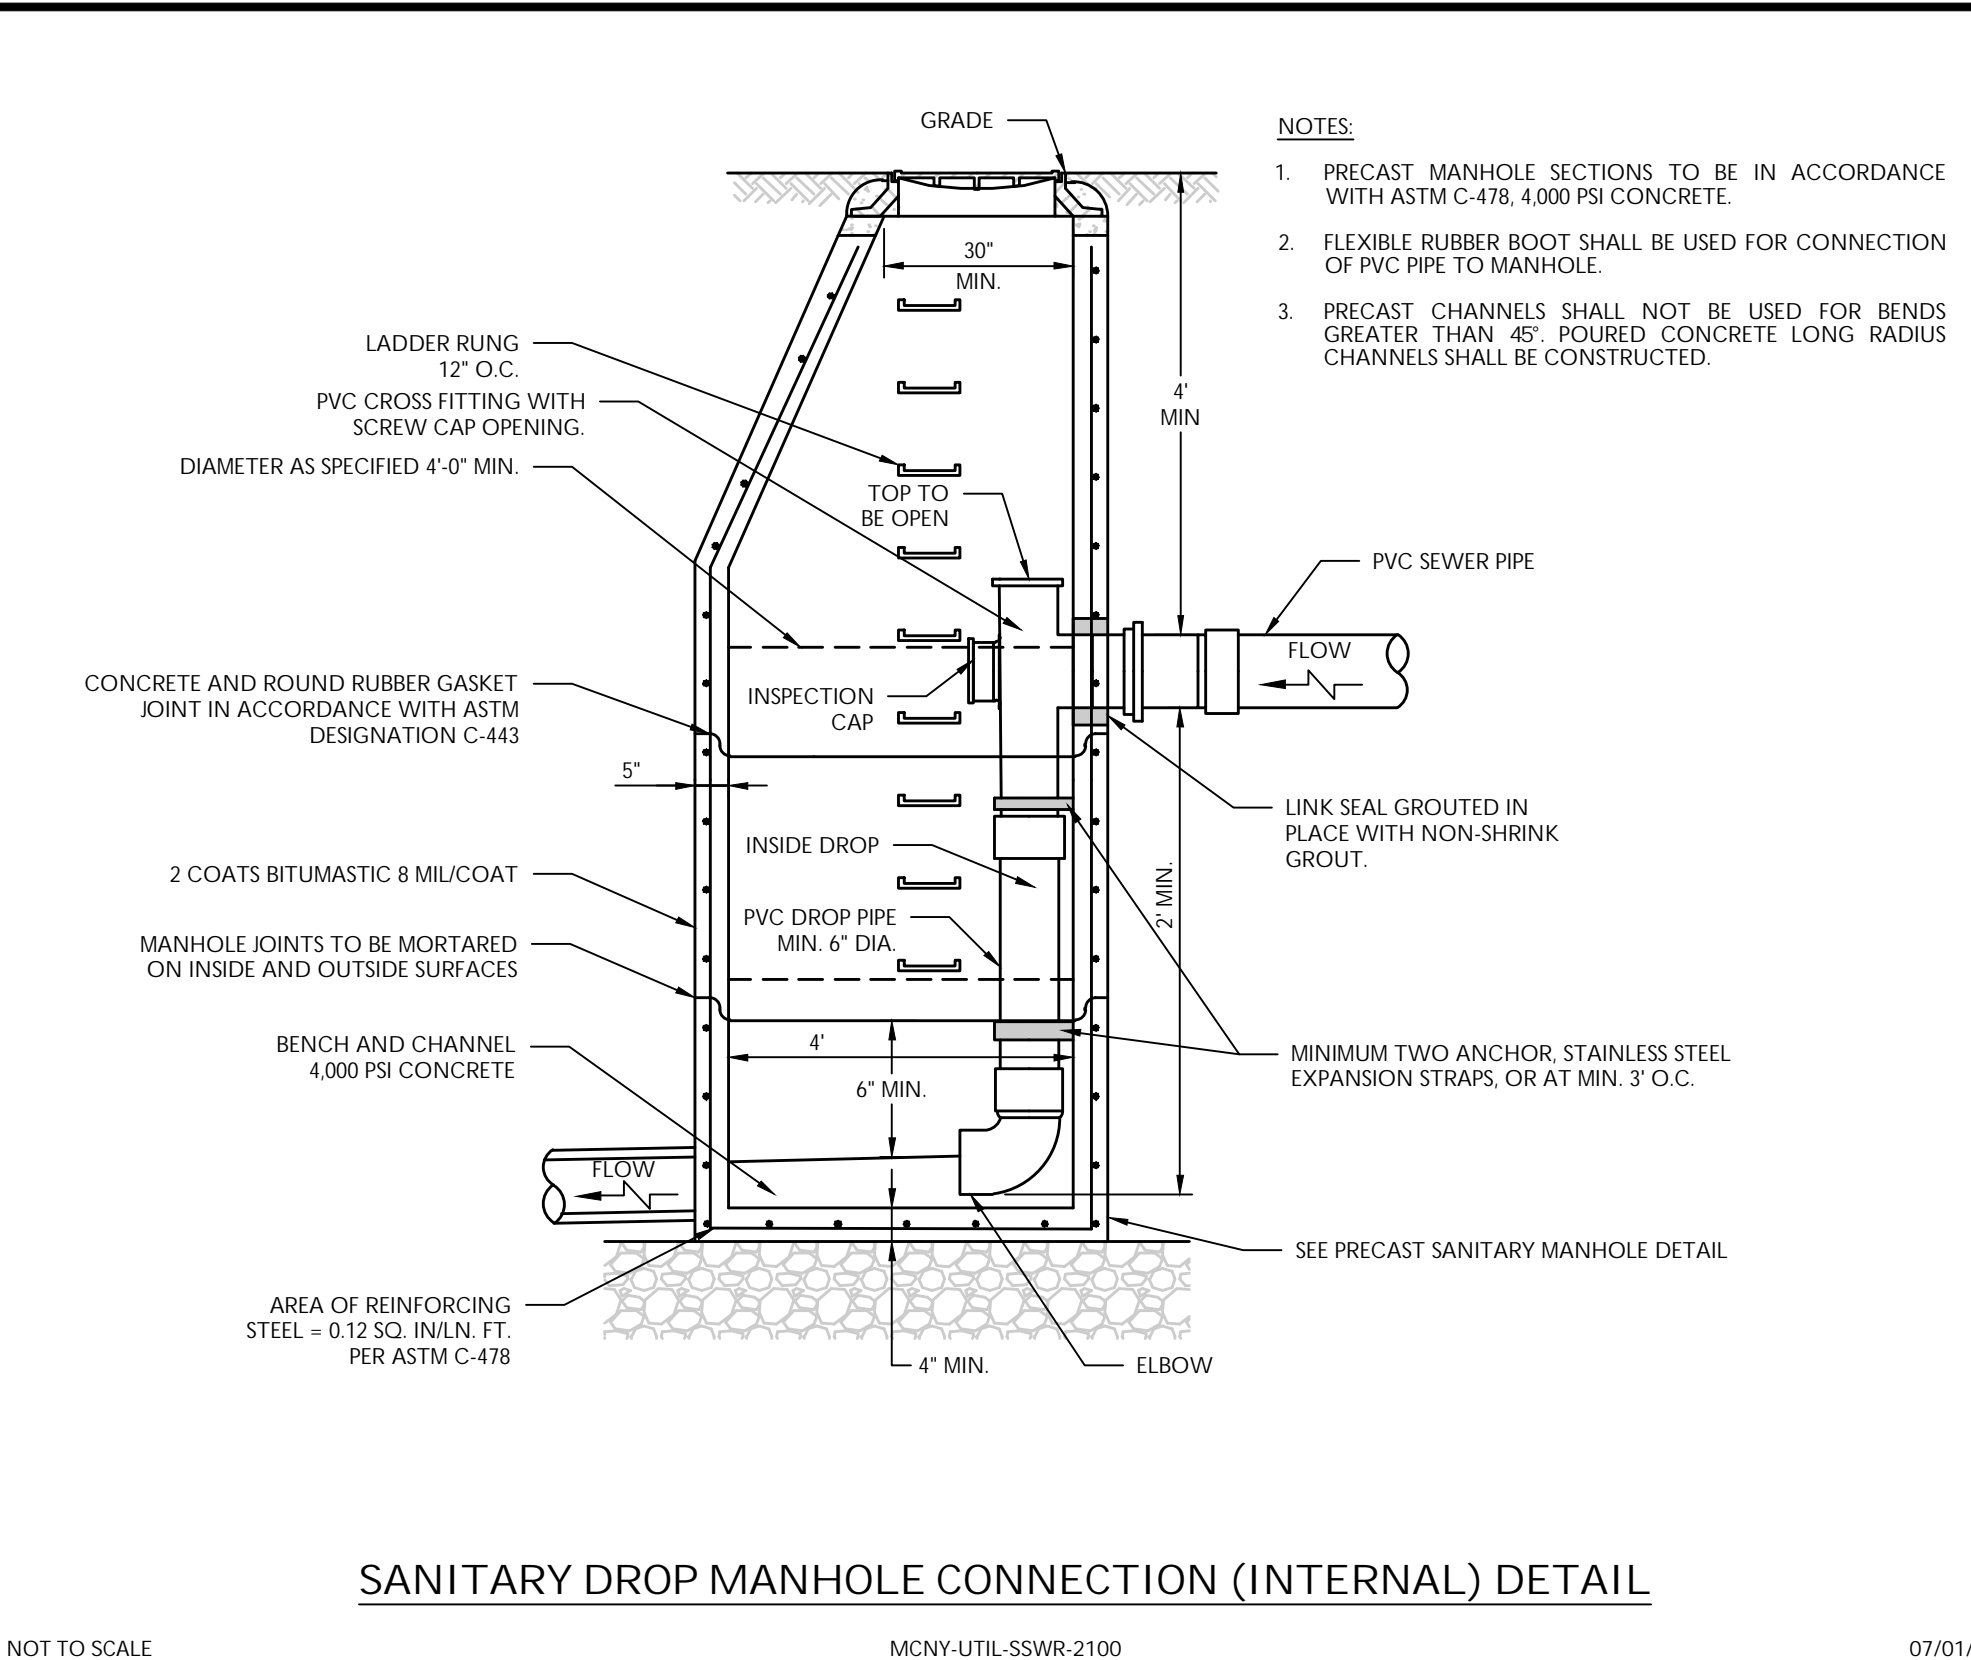 GRADE
NOTES:
1. PRECAST MANHOLE SECTIONS TO BE IN ACCORDANCE
WITH ASTM C-478, 4,000 PSI CONCRETE.
2. FLEXIBLE RUBBER BOOT SHALL BE USED FOR CONNECTION
OF PVC PIPE TO MANHOLE.
3. PRECAST CHANNELS SHALL NOT BE USED FOR BENDS
GREATER THAN 45°. POURED CONCRETE LONG RADIUS
CHANNELS SHALL BE CONSTRUCTED.
30"
MIN.
LADDER RUNG
12" O.C.
PVC CROSS FITTING WITH
SCREW CAP OPENING.
DIAMETER AS SPECIFIED 4'-0" MIN.
4'
MIN
TOP TO
BE OPEN
PVC SEWER PIPE
FLOW
CONCRETE AND ROUND RUBBER GASKET
JOINT IN ACCORDANCE WITH ASTM
DESIGNATION C-443
INSPECTION
CAP
5"
LINK SEAL GROUTED IN
PLACE WITH NON-SHRINK
GROUT.
INSIDE DROP
2 COATS BITUMASTIC 8 MIL/COAT
2' MIN.
PVC DROP PIPE
MIN. 6" DIA.
MANHOLE JOINTS TO BE MORTARED
ON INSIDE AND OUTSIDE SURFACES
BENCH AND CHANNEL
4,000 PSI CONCRETE
4'
6" MIN.
MINIMUM TWO ANCHOR, STAINLESS STEEL
EXPANSION STRAPS, OR AT MIN. 3' O.C.
FLOW
SEE PRECAST SANITARY MANHOLE DETAIL
AREA OF REINFORCING
STEEL = 0.12 SQ. IN/LN. FT.
PER ASTM C-478
4" MIN.
ELBOW
SANITARY DROP MANHOLE CONNECTION (INTERNAL) DETAIL
NOT TO SCALE
MCNY-UTIL-SSWR-2100
07/01/